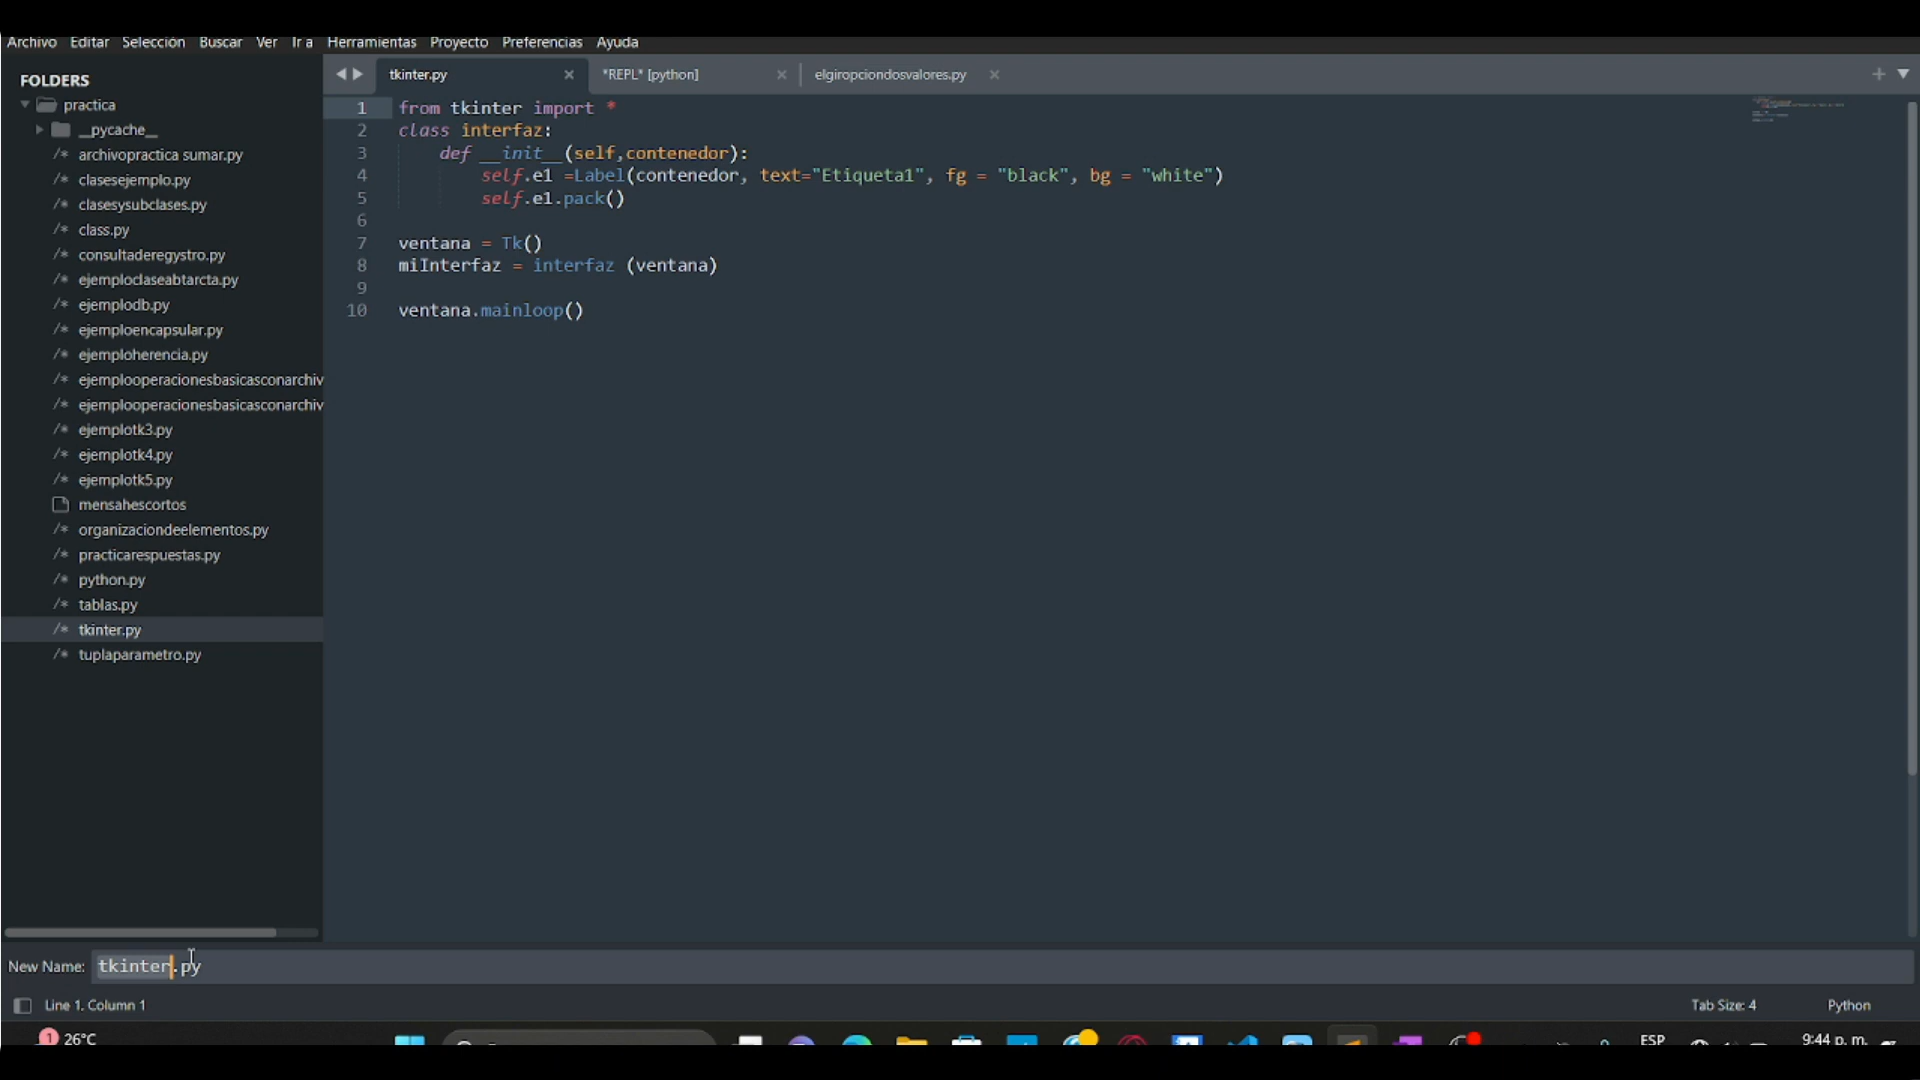 Archivo Editar Selección Buscar Ver Ir a Herramientas Proyecto Preferencias Ayuda
FOLDERS
practica
__pycache__
archivopractica sumar.py
clasesejemplo.py
clasesysubclases.py
class.py
consultaderegystro.py
ejemploclaseabtarcta.py
ejemplodb.py
ejemploencapsular.py
ejemploherencia.py
ejemplooperacionesbasicasconarchiv
ejemplooperacionesbasicasconarchiv
ejemplotk3.py
ejemplotk4.py
ejemplotk5.py
mensahescortos
organizaciondeelementos.py
practicarespuestas.py
python.py
tablas.py
tkinter.py
tuplaparametro.py
tkinter.py *REPL* [python] elgiropciondosvalores.py
1 from tkinter import *
2 class interfaz:
3 def __init__(self,contenedor):
4 self.e1 =Label(contenedor, text="Etiqueta1", fg = "black", bg = "white")
5 self.e1.pack()
6
7 ventana = Tk()
8 miInterfaz = interfaz (ventana)
9
10 ventana.mainloop()
New Name: tkinter.py
Line 1, Column 1 Tab Size: 4 Python
1 26°C ESP 9:44 p. m.